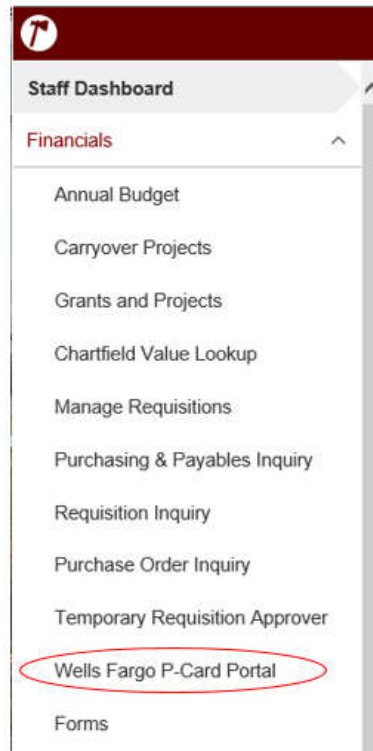 Staff Dashboard
Financials
Annual Budget
Carryover Projects
Grants and Projects
Chartfield Value Lookup
Manage Requisitions
Purchasing & Payables Inquiry
Requisition Inquiry
Purchase Order Inquiry
Temporary Requisition Approver
Wells Fargo P-Card Portal
Forms